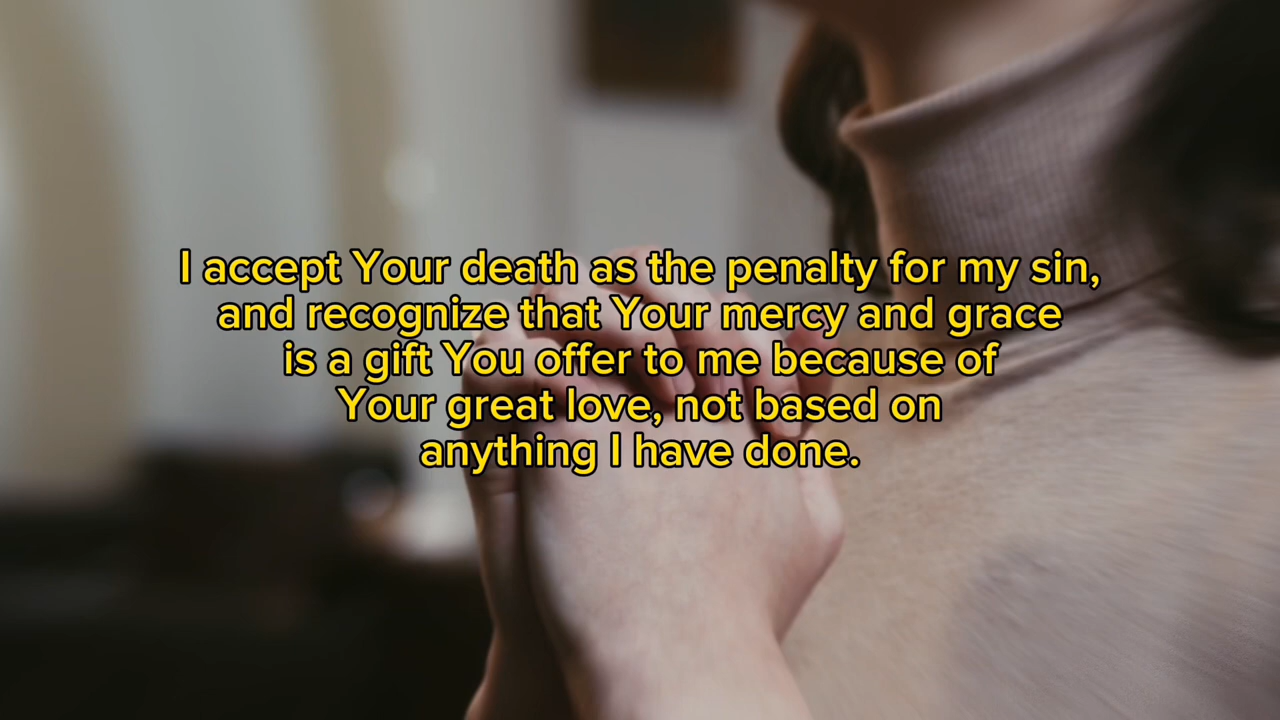 I accept Your death as the penalty for my sin,
and recognize that Your mercy and grace
is a gift You offer to me because of
Your great love, not based on
anything I have done.